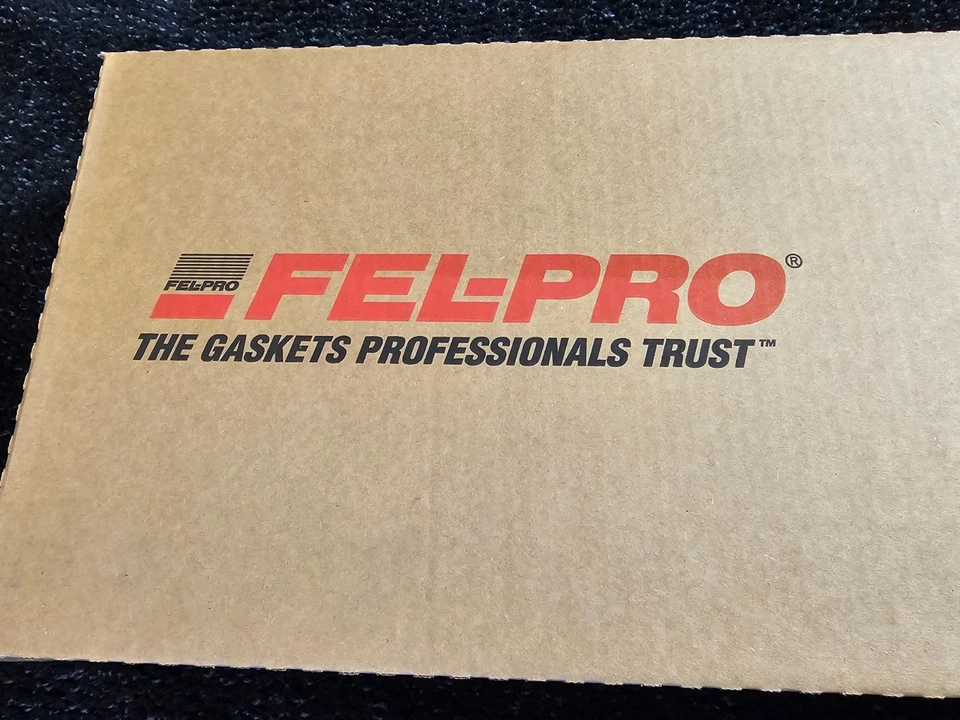 FEL-PRO
FEL-PRO®
THE GASKETS PROFESSIONALS TRUST™